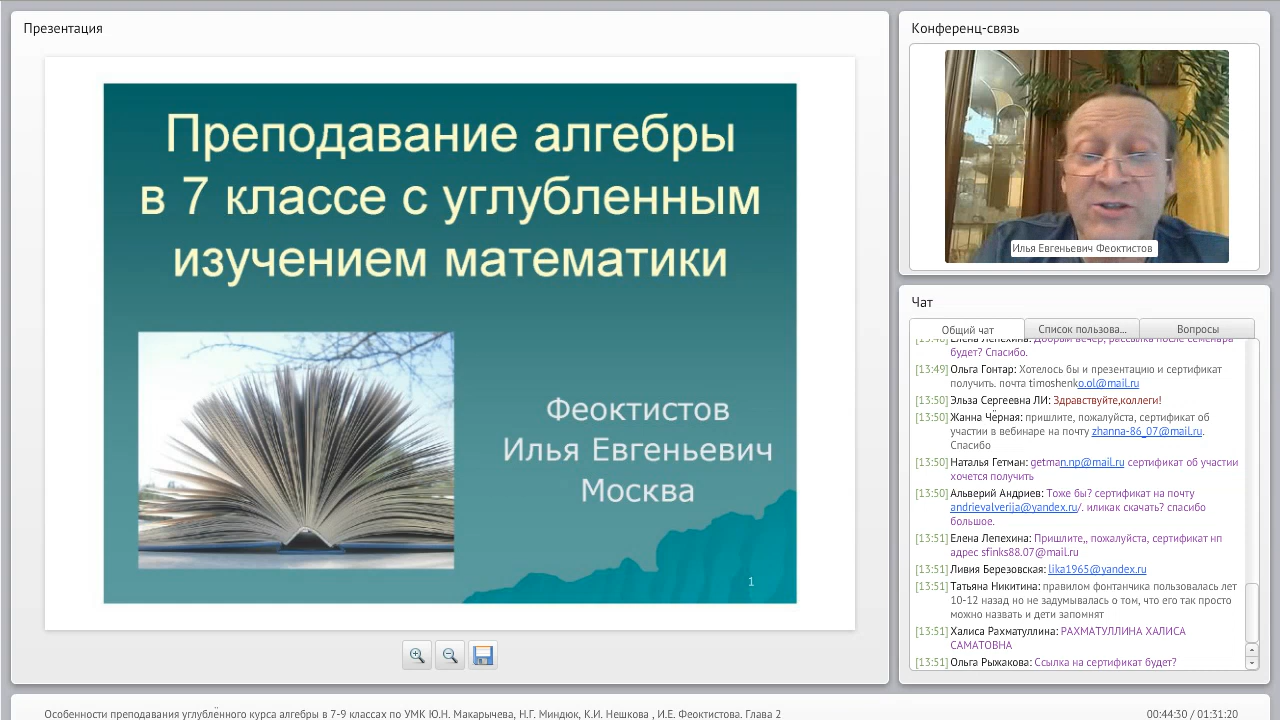 Презентация
Преподавание алгебры
в 7 классе с углубленным
изучением математики
Феоктистов
Илья Евгеньевич
Москва
1
Конференц-связь
Илья Евгеньевич Феоктистов
Чат
Общий чат
Список пользова...
Вопросы
будет? Спасибо.
[13:49] Ольга Гонтар: Хотелось бы и презентацию и сертификат
получить. почта timoshenko.ol@mail.ru
[13:50] Эльза Сергеевна ЛИ: Здравствуйте,коллеги!
[13:50] Жанна Чёрная: пришлите, пожалуйста, сертификат об
участии в вебинаре на почту zhanna-86_07@mail.ru.
Спасибо
[13:50] Наталья Гетман: getman.np@mail.ru сертификат об участии
хочется получить
[13:50] Альверий Андриев: Тоже бы? сертификат на почту
andrievalverija@yandex.ru/. иликак скачать? спасибо
большое.
[13:51] Елена Лепехина: Пришлите,, пожалуйста, сертификат нп
адрес sfinks88.07@mail.ru
[13:51] Ливия Березовская: lika1965@yandex.ru
[13:51] Татьяна Никитина: правилом фонтанчика пользовалась лет
10-12 назад но не задумывалась о том, что его так просто
можно назвать и дети запомнят
[13:51] Халиса Рахматуллина: РАХМАТУЛЛИНА ХАЛИСА
САМАТОВНА
[13:51] Ольга Рыжакова: Ссылка на сертификат будет?
Особенности преподавания углублённого курса алгебры в 7-9 классах по УМК Ю.Н. Макарычева, Н.Г. Миндюк, К.И. Нешкова , И.Е. Феоктистова. Глава 2
00:44:30 / 01:31:20